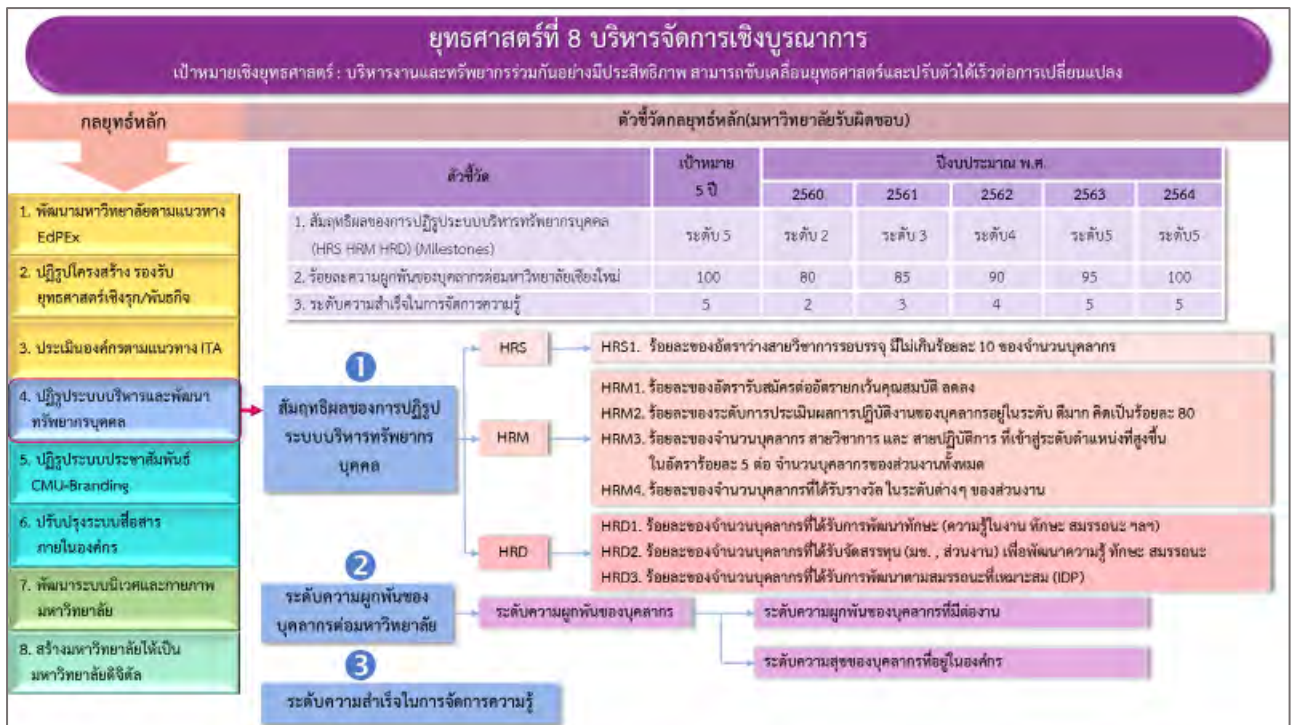 ยุทธศาสตร์ที่ 8 บริหารจัดการเชิงบูรณาการ
เป้าหมายเชิงยุทธศาสตร์ : บริหารงานและทรัพยากรร่วมกันอย่างมีประสิทธิภาพ สามารถขับเคลื่อนยุทธศาสตร์และปรับตัวได้เร็วต่อการเปลี่ยนแปลง
กลยุทธ์หลัก
ตัวชี้วัดกลยุทธ์หลัก(มหาวิทยาลัยรับผิดชอบ)
1. พัฒนามหาวิทยาลัยตามแนวทาง
EdPEx
2. ปฏิรูปโครงสร้าง รองรับ
ยุทธศาสตร์เชิงรุก/พันธกิจ
3. ประเมินองค์กรตามแนวทาง ITA
4. ปฏิรูประบบบริหารและพัฒนา
ทรัพยากรบุคคล
5. ปฏิรูประบบประชาสัมพันธ์
CMU-Branding
6. ปรับปรุงระบบสื่อสาร
ภายในองค์กร
7. พัฒนาระบบนิเวศและกายภาพ
มหาวิทยาลัย
8. สร้างมหาวิทยาลัยให้เป็น
มหาวิทยาลัยดิจิตัล
ตัวชี้วัด เป้าหมาย 5 ปี ปีงบประมาณ พ.ศ.
2560 2561 2562 2563 2564
1. สัมฤทธิผลของการปฏิรูประบบบริหารทรัพยากรบุคคล
(HRS HRM HRD) (Milestones) ระดับ 5 ระดับ 2 ระดับ 3 ระดับ4 ระดับ5 ระดับ5
2. ร้อยละความผูกพันของบุคลากรต่อมหาวิทยาลัยเชียงใหม่ 100 80 85 90 95 100
3. ระดับความสำเร็จในการจัดการความรู้ 5 2 3 4 5 5
1
สัมฤทธิผลของการปฏิรูป
ระบบบริหารทรัพยากร
บุคคล
HRS
HRS1. ร้อยละของอัตราว่างสายวิชาการรอบรรจุ มีไม่เกินร้อยละ 10 ของจำนวนบุคลากร
HRM
HRM1. ร้อยละของอัตรารับสมัครต่ออัตรายกเว้นคุณสมบัติ ลดลง
HRM2. ร้อยละของระดับการประเมินผลการปฏิบัติงานของบุคลากรอยู่ในระดับ ดีมาก คิดเป็นร้อยละ 80
HRM3. ร้อยละของจำนวนบุคลากร สายวิชาการ และ สายปฏิบัติการ ที่เข้าสู่ระดับตำแหน่งที่สูงขึ้น
ในอัตราร้อยละ 5 ต่อ จำนวนบุคลากรของส่วนงานทั้งหมด
HRM4. ร้อยละของจำนวนบุคลากรที่ได้รับรางวัล ในระดับต่างๆ ของส่วนงาน
HRD
HRD1. ร้อยละของจำนวนบุคลากรที่ได้รับการพัฒนาทักษะ (ความรู้ในงาน ทักษะ สมรรถนะ ฯลฯ)
HRD2. ร้อยละของจำนวนบุคลากรที่ได้รับจัดสรรทุน (มช. , ส่วนงาน) เพื่อพัฒนาความรู้ ทักษะ สมรรถนะ
HRD3. ร้อยละของจำนวนบุคลากรที่ได้รับการพัฒนาตามสมรรถนะที่เหมาะสม (IDP)
2
ระดับความผูกพันของ
บุคลากรต่อมหาวิทยาลัย
ระดับความผูกพันของบุคลากร
ระดับความผูกพันของบุคลากรที่มีต่องาน
ระดับความสุขของบุคลากรที่อยู่ในองค์กร
3
ระดับความสำเร็จในการจัดการความรู้